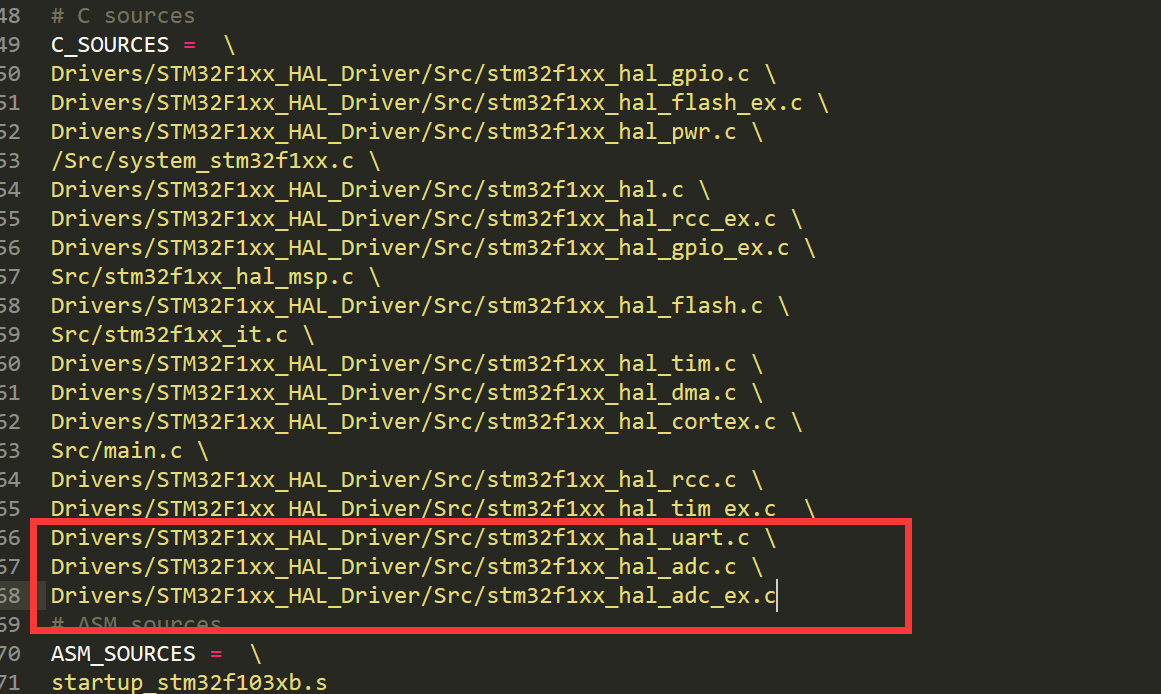 48 # C sources
49 C_SOURCES =  \
50 Drivers/STM32F1xx_HAL_Driver/Src/stm32f1xx_hal_gpio.c \
51 Drivers/STM32F1xx_HAL_Driver/Src/stm32f1xx_hal_flash_ex.c \
52 Drivers/STM32F1xx_HAL_Driver/Src/stm32f1xx_hal_pwr.c \
53 /Src/system_stm32f1xx.c \
54 Drivers/STM32F1xx_HAL_Driver/Src/stm32f1xx_hal.c \
55 Drivers/STM32F1xx_HAL_Driver/Src/stm32f1xx_hal_rcc_ex.c \
56 Drivers/STM32F1xx_HAL_Driver/Src/stm32f1xx_hal_gpio_ex.c \
57 Src/stm32f1xx_hal_msp.c \
58 Drivers/STM32F1xx_HAL_Driver/Src/stm32f1xx_hal_flash.c \
59 Src/stm32f1xx_it.c \
60 Drivers/STM32F1xx_HAL_Driver/Src/stm32f1xx_hal_tim.c \
61 Drivers/STM32F1xx_HAL_Driver/Src/stm32f1xx_hal_dma.c \
62 Drivers/STM32F1xx_HAL_Driver/Src/stm32f1xx_hal_cortex.c \
63 Src/main.c \
64 Drivers/STM32F1xx_HAL_Driver/Src/stm32f1xx_hal_rcc.c \
65 Drivers/STM32F1xx_HAL_Driver/Src/stm32f1xx_hal_tim_ex.c  \
66 Drivers/STM32F1xx_HAL_Driver/Src/stm32f1xx_hal_uart.c \
67 Drivers/STM32F1xx_HAL_Driver/Src/stm32f1xx_hal_adc.c \
68 Drivers/STM32F1xx_HAL_Driver/Src/stm32f1xx_hal_adc_ex.c
69 # ASM sources
70 ASM_SOURCES =  \
71 startup_stm32f103xb.s